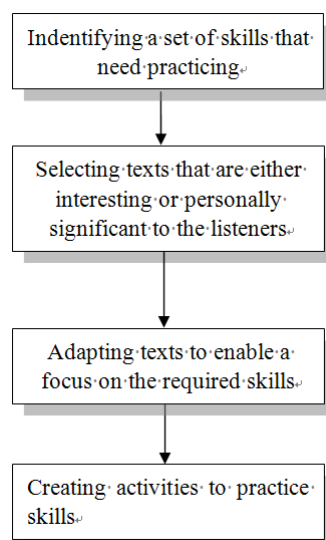 Indentifying a set of skills that
need practicing
Selecting texts that are either
interesting or personally
significant to the listeners
Adapting texts to enable a
focus on the required skills
Creating activities to practice
skills